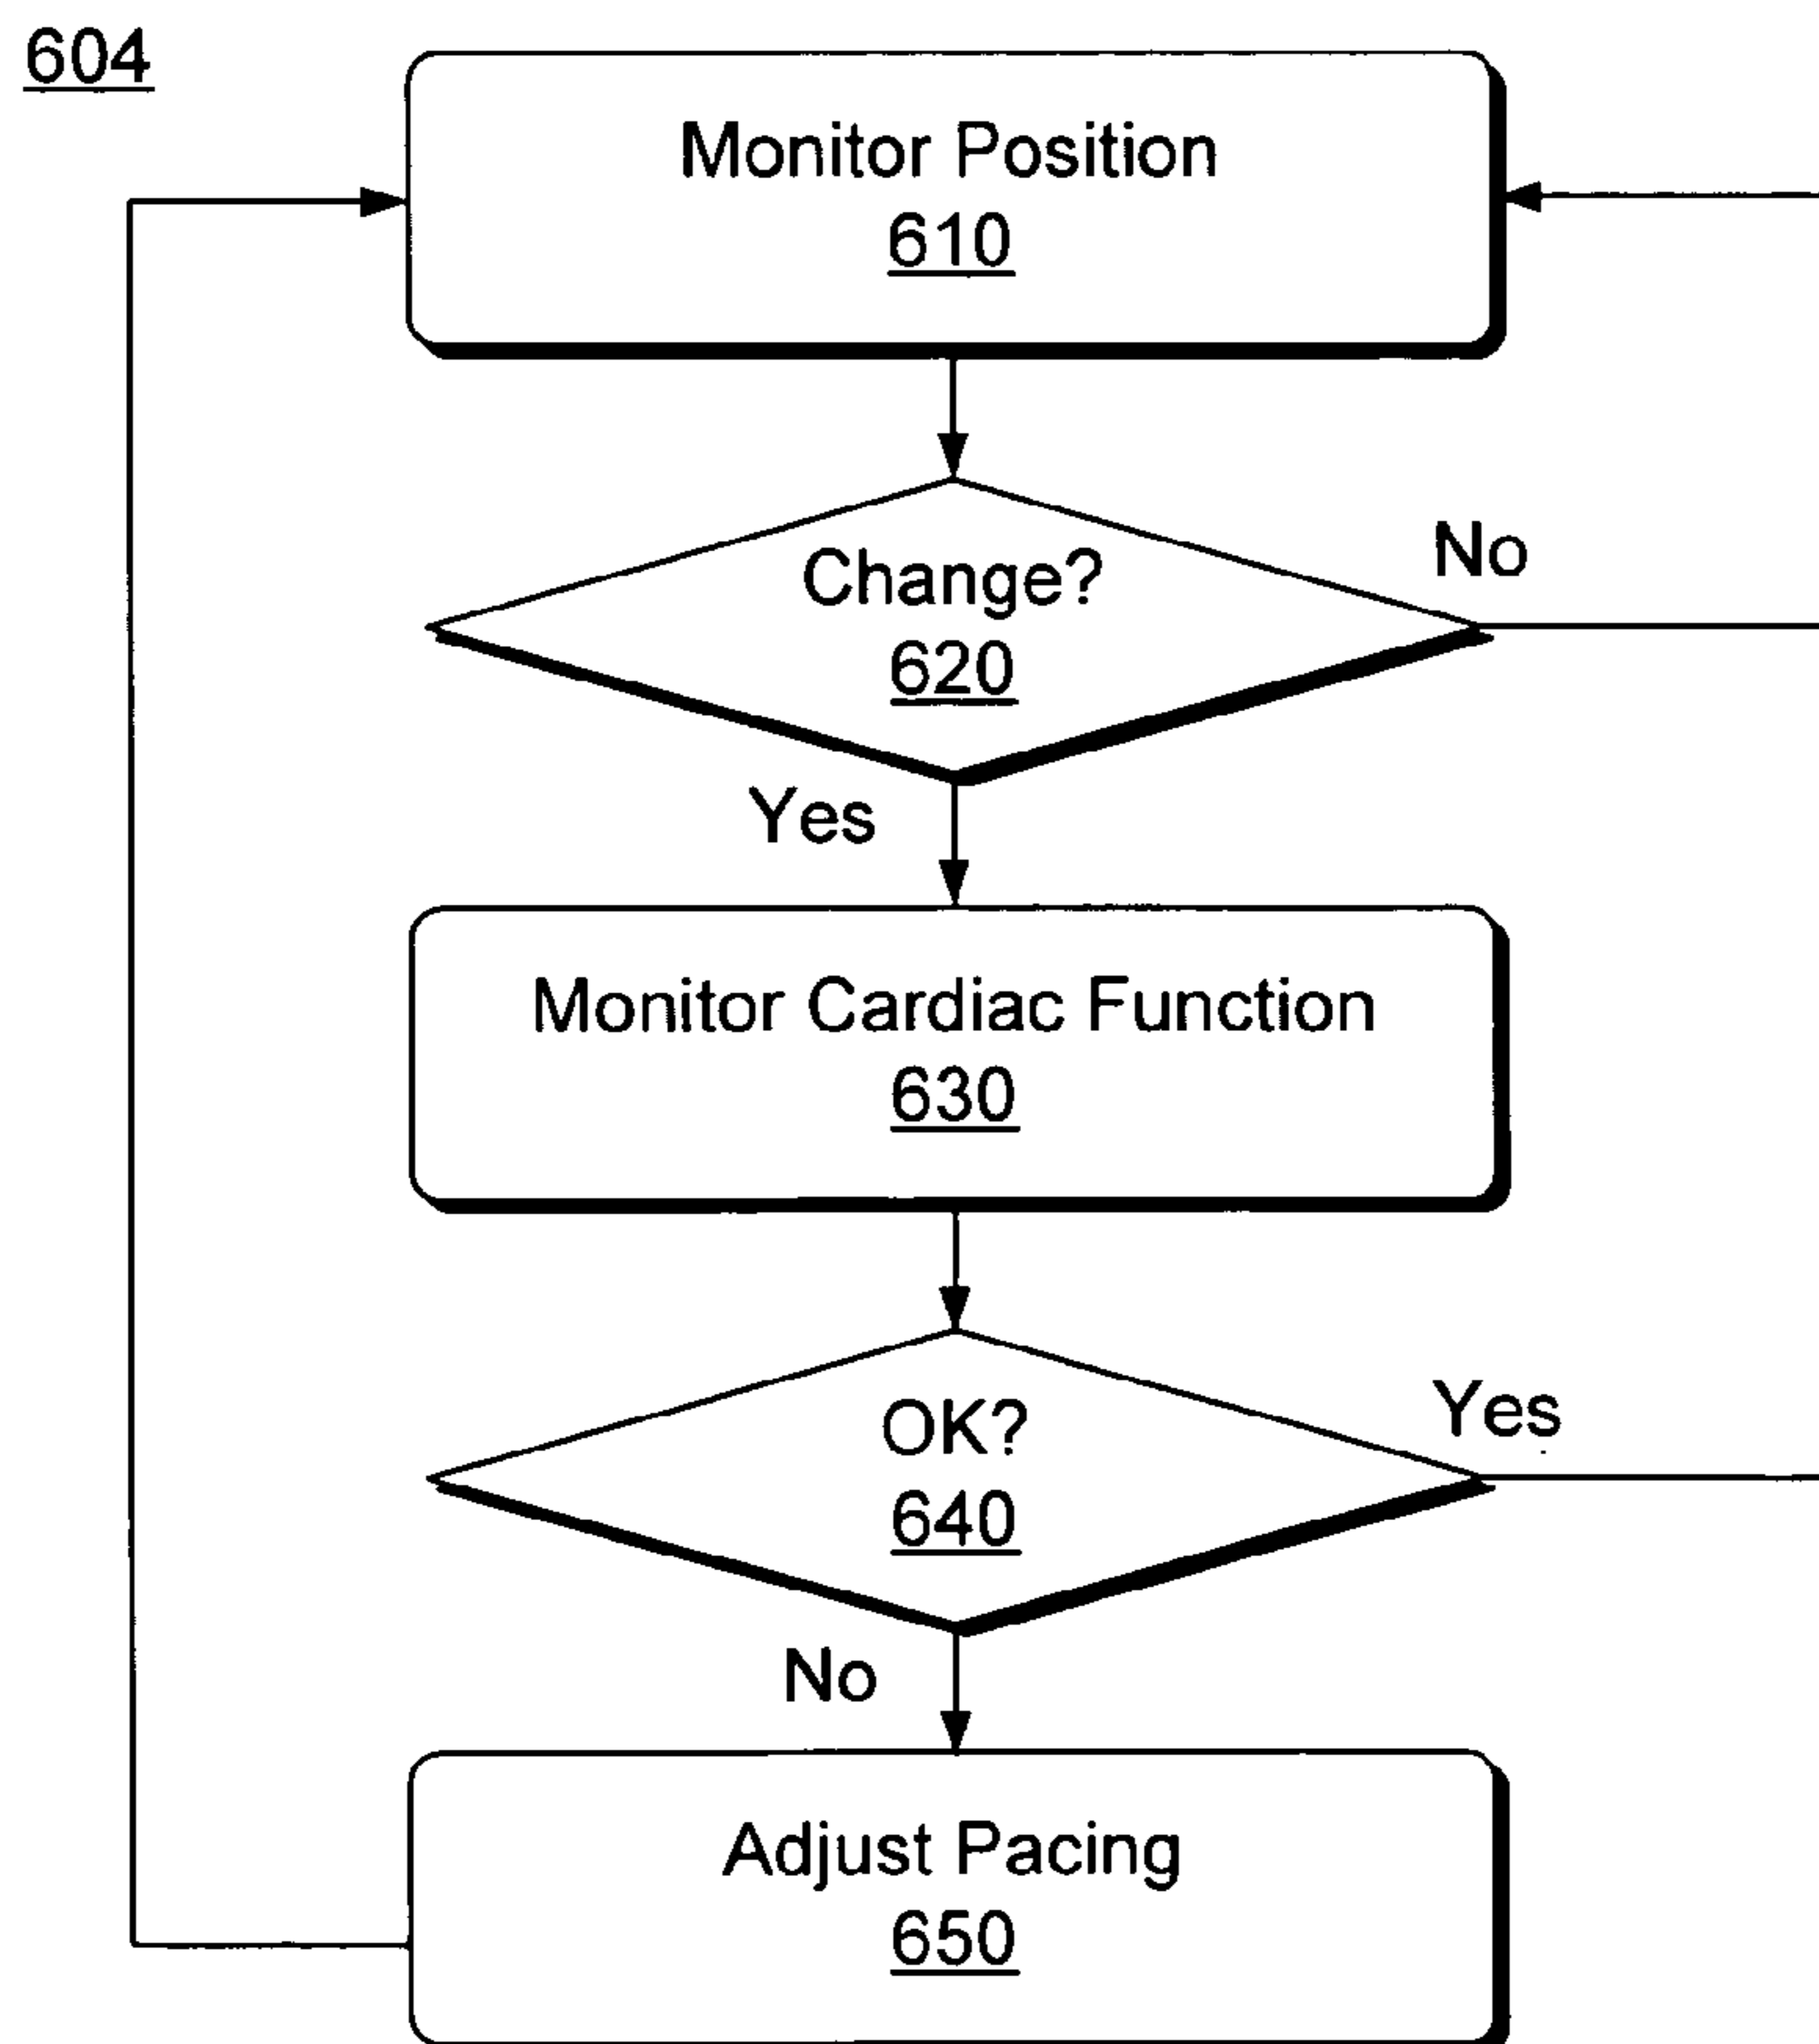 604
Monitor Position
610
Change?
620
No
Yes
Monitor Cardiac Function
630
OK?
640
Yes
No
Adjust Pacing
650